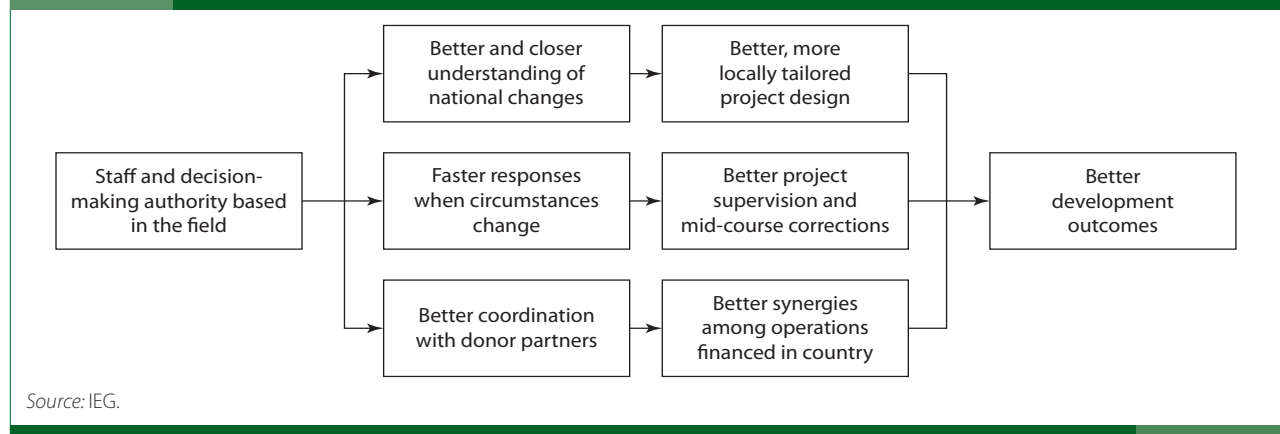 Better and closer
understanding of
national changes
Better, more
locally tailored
project design
Staff and decision-
making authority based
in the field
Faster responses
when circumstances
change
Better project
supervision and
mid-course corrections
Better
development
outcomes
Better coordination
with donor partners
Better synergies
among operations
financed in country
Source: IEG.